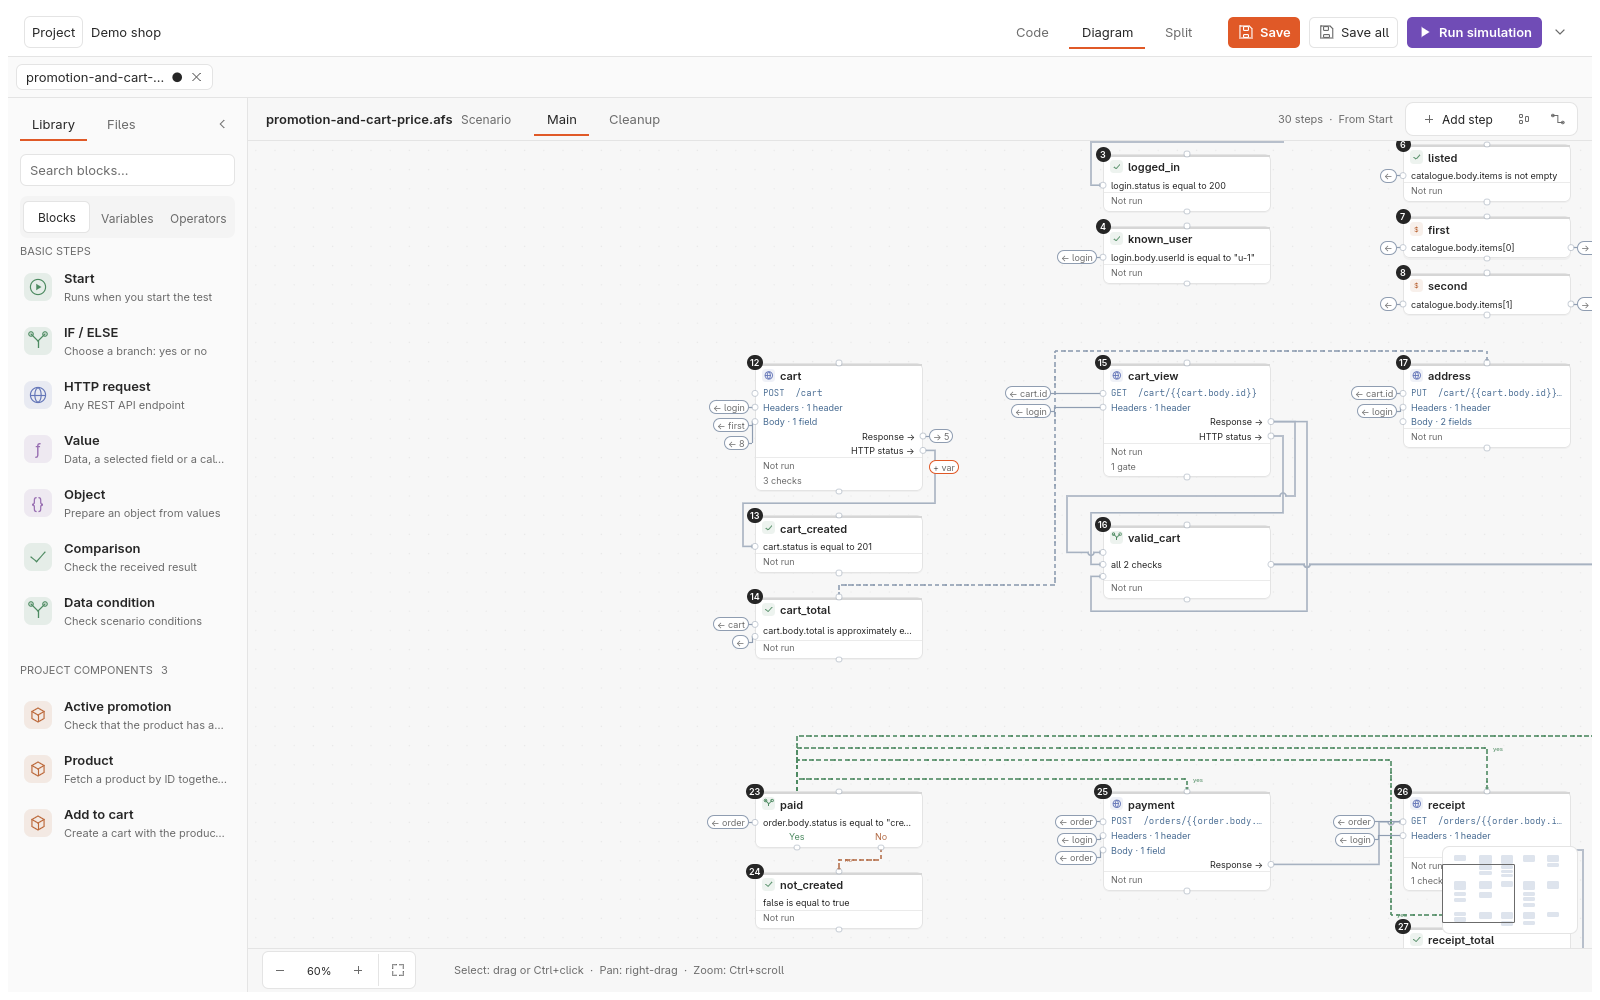 Project
Demo shop
Code
Diagram
Split
Save
Save all
Run simulation
promotion-and-cart-...
Library
Files
promotion-and-cart-price.afs
Scenario
Main
Cleanup
30 steps · From Start
+ Add step
Search blocks...
Blocks
Variables
Operators
BASIC STEPS
Start
Runs when you start the test
IF / ELSE
Choose a branch: yes or no
HTTP request
Any REST API endpoint
Value
Data, a selected field or a cal...
Object
Prepare an object from values
Comparison
Check the received result
Data condition
Check scenario conditions
PROJECT COMPONENTS 3
Active promotion
Check that the product has a...
Product
Fetch a product by ID togethe...
Add to cart
Create a cart with the produc...
3
logged_in
login.status is equal to 200
Not run
4
known_user
← login
login.body.userId is equal to "u-1"
Not run
6
listed
←
catalogue.body.items is not empty
Not run
7
first
←
catalogue.body.items[0]
→
Not run
8
second
←
catalogue.body.items[1]
→
12
cart
POST /cart
← login
Headers · 1 header
← first
Body · 1 field
← 8
Response →
→ 5
HTTP status →
+ var
Not run
3 checks
13
cart_created
cart.status is equal to 201
Not run
14
cart_total
← cart
cart.body.total is approximately e...
←
Not run
15
cart_view
← cart.id
GET /cart/{{cart.body.id}}
← login
Headers · 1 header
Response →
HTTP status →
Not run
1 gate
16
valid_cart
all 2 checks
Not run
17
address
← cart.id
PUT /cart/{{cart.body.id}}...
← login
Headers · 1 header
Body · 2 fields
Not run
yes
yes
23
paid
← order
order.body.status is equal to "cre...
Yes
No
24
not_created
false is equal to true
Not run
25
payment
← order
POST /orders/{{order.body....
← login
Headers · 1 header
← order
Body · 1 field
Response →
Not run
26
receipt
← order
GET /orders/{{order.body.i...
← login
Headers · 1 header
Not run
1 check
27
receipt_total
−
60%
+
Select: drag or Ctrl+click · Pan: right-drag · Zoom: Ctrl+scroll